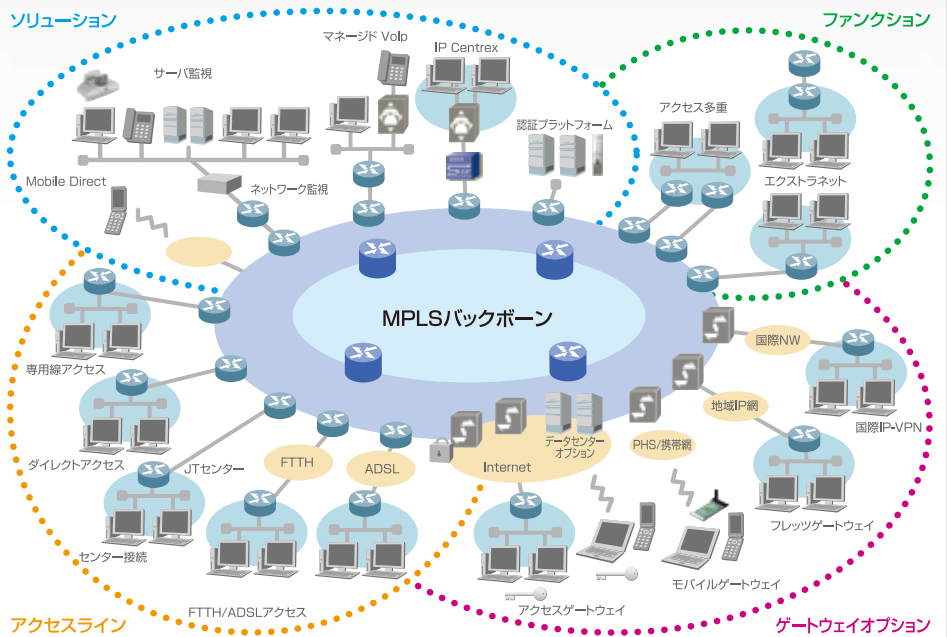 ソリューション
ファンクション
マネージド VoIp
IP Centrex
サーバ監視
アクセス多重
認証プラットフォーム
エクストラネット
Mobile Direct
ネットワーク監視
MPLSバックボーン
国際NW
専用線アクセス
地域IP網
国際IP-VPN
データセンター
オプション
PHS/携帯網
ダイレクトアクセス
JTセンター
FTTH
ADSL
Internet
フレッツゲートウェイ
センター接続
モバイルゲートウェイ
FTTH/ADSLアクセス
アクセスゲートウェイ
アクセスライン
ゲートウェイオプション